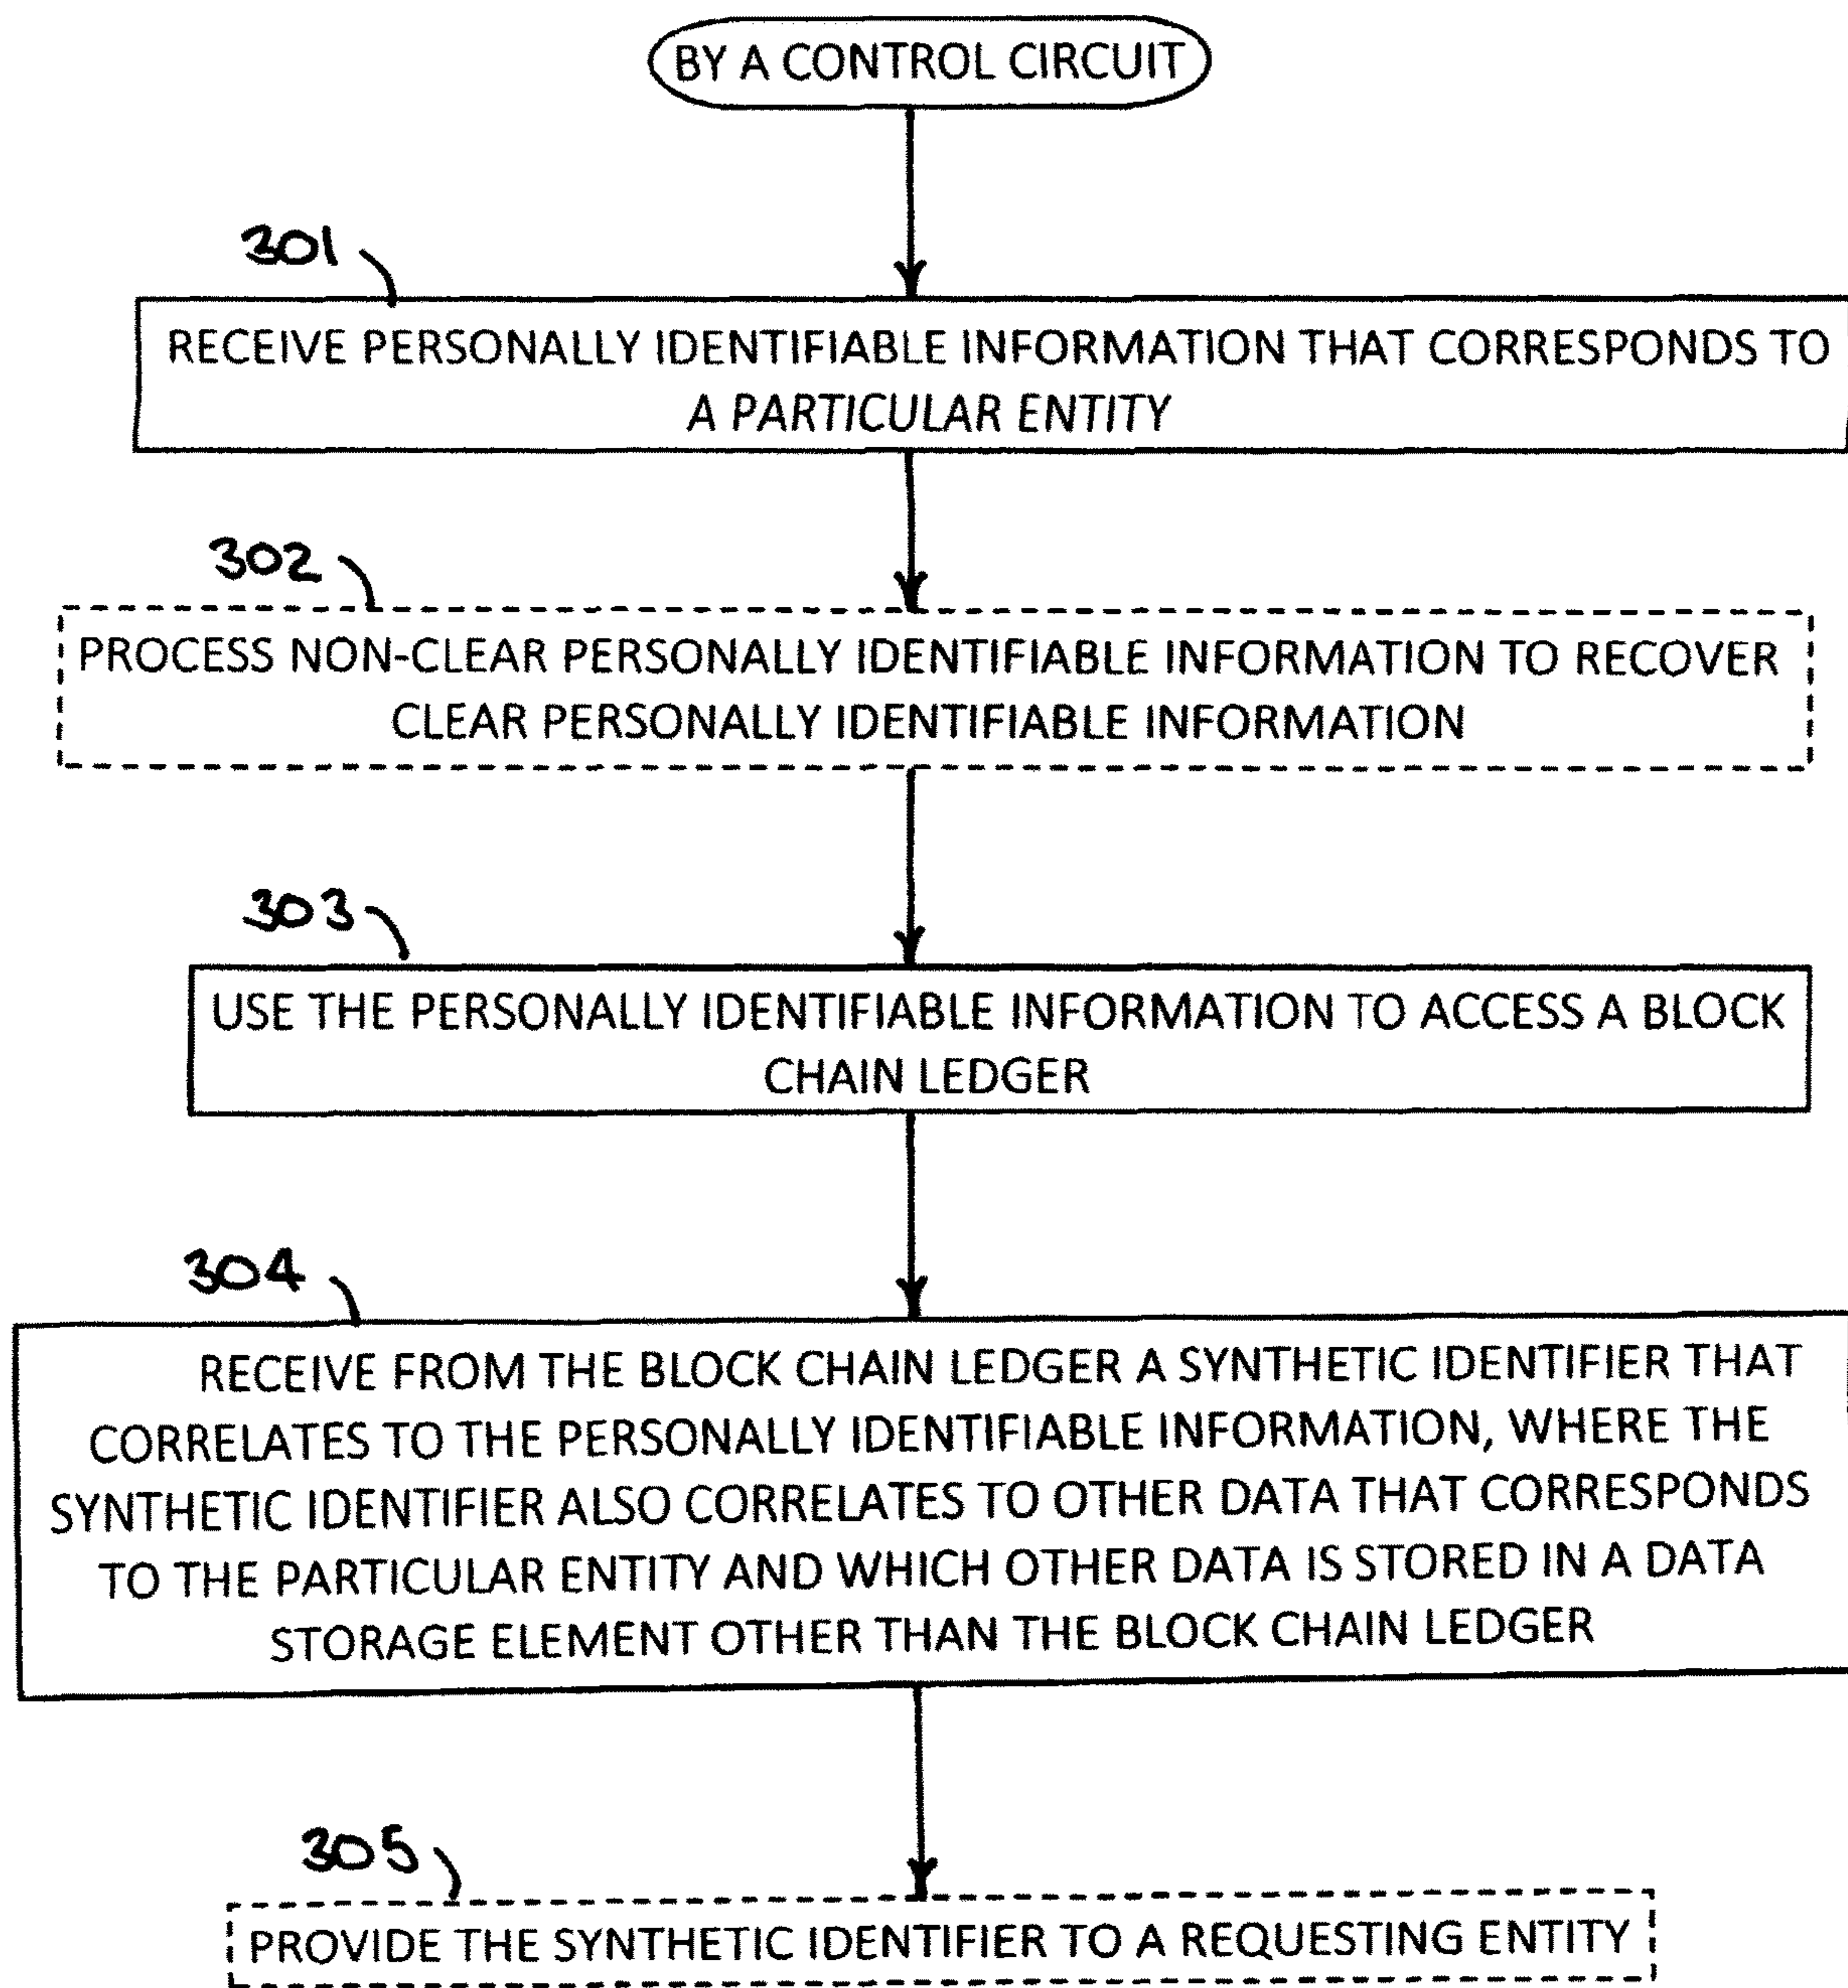 BY A CONTROL CIRCUIT
301
RECEIVE PERSONALLY IDENTIFIABLE INFORMATION THAT CORRESPONDS TO
A PARTICULAR ENTITY
302
PROCESS NON-CLEAR PERSONALLY IDENTIFIABLE INFORMATION TO RECOVER
CLEAR PERSONALLY IDENTIFIABLE INFORMATION
303
USE THE PERSONALLY IDENTIFIABLE INFORMATION TO ACCESS A BLOCK
CHAIN LEDGER
304
RECEIVE FROM THE BLOCK CHAIN LEDGER A SYNTHETIC IDENTIFIER THAT
CORRELATES TO THE PERSONALLY IDENTIFIABLE INFORMATION, WHERE THE
SYNTHETIC IDENTIFIER ALSO CORRELATES TO OTHER DATA THAT CORRESPONDS
TO THE PARTICULAR ENTITY AND WHICH OTHER DATA IS STORED IN A DATA
STORAGE ELEMENT OTHER THAN THE BLOCK CHAIN LEDGER
305
PROVIDE THE SYNTHETIC IDENTIFIER TO A REQUESTING ENTITY